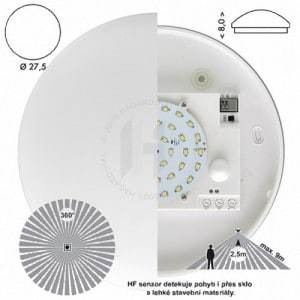 Ø 27,5
< 8,0 >
360°
2,5m
max. 9m
HF senzor detekuje pohyb i přes sklo
a lehké stavební materiály.